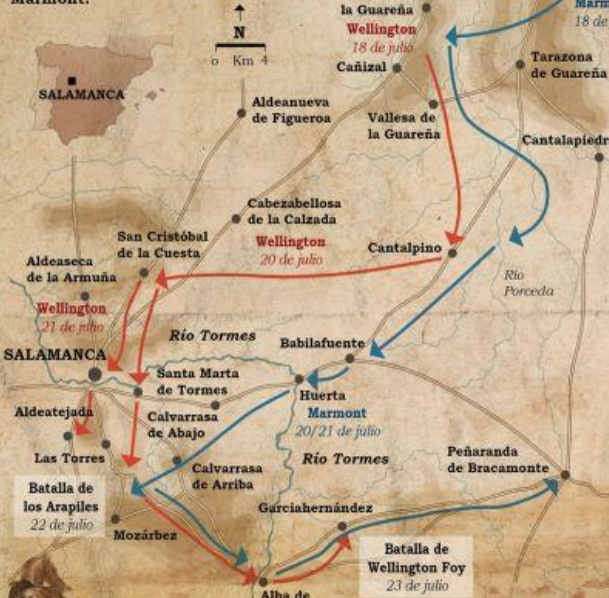 Marmont.
la Guareña
Wellington
18 de julio
18 de
N
0 Km 4
Cañizal
Tarazona
de Guareña
SALAMANCA
Aldeanueva
de Figueroa
Vallesa de
la Guareña
Cantalapiedr
Cabezabellosa
de la Calzada
San Cristóbal
de la Cuesta
Wellington
20 de julio
Cantalpino
Aldeaseca
de la Armuña
Río
Porceda
Wellington
21 de julio
Río Tormes
Babilafuente
SALAMANCA
Santa Marta
de Tormes
Huerta
Marmont
20/21 de julio
Aldeatejada
Calvarrasa
de Abajo
Las Torres
Río Tormes
Peñaranda
de Bracamonte
Calvarrasa
de Arriba
Batalla de
los Arapiles
22 de julio
Garciahernández
Mozárbez
Batalla de
Wellington Foy
23 de julio
Alba de